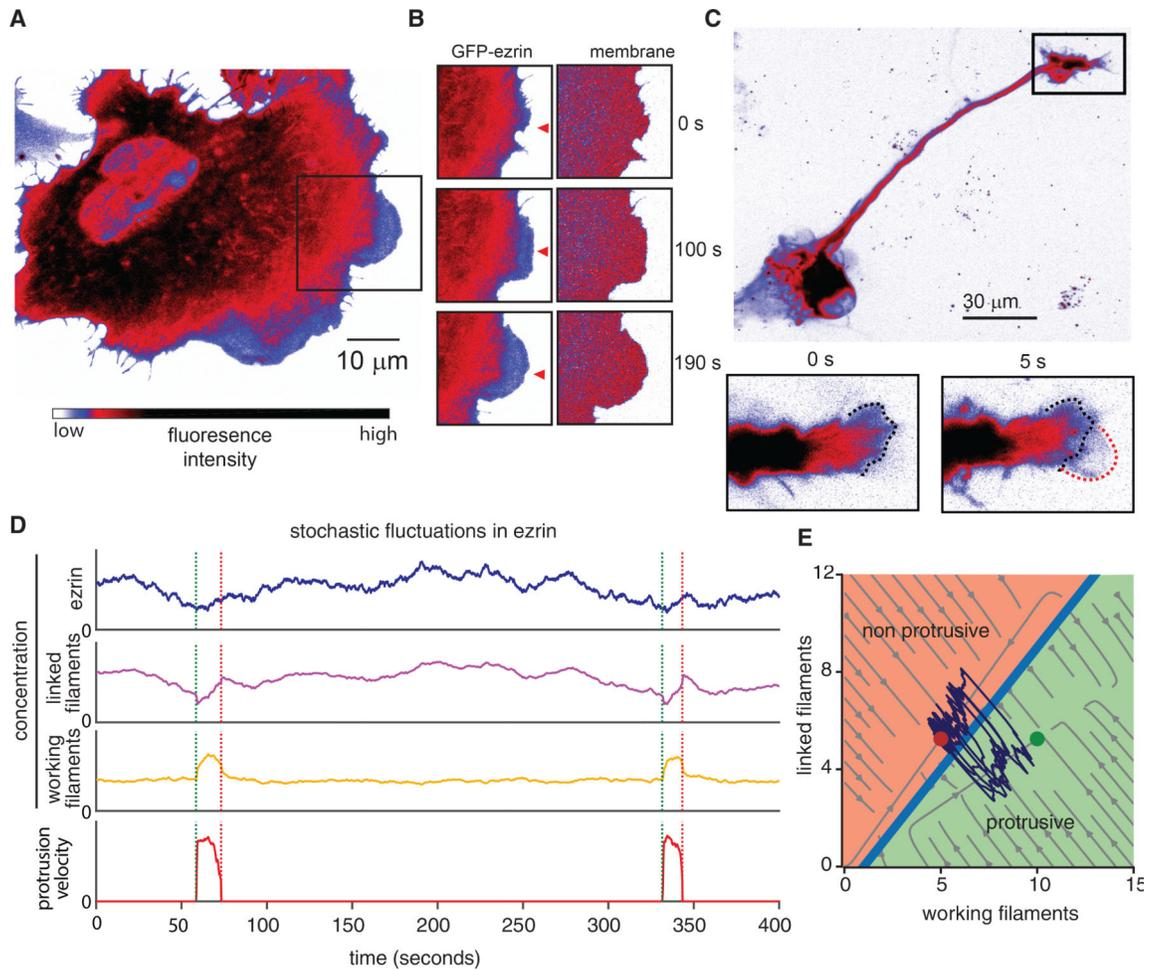 A
B
C
GFP-ezrin
membrane
0 s
100 s
190 s
10 μm
low
fluoresence
intensity
high
30 μm
0 s
5 s
D
stochastic fluctuations in ezrin
concentration
ezrin
0
linked
filaments
0
working
filaments
0
protrusion
velocity
0
0
50
100
150
200
250
300
350
400
time (seconds)
E
12
8
4
0
linked filaments
non protrusive
protrusive
0
5
10
15
working filaments